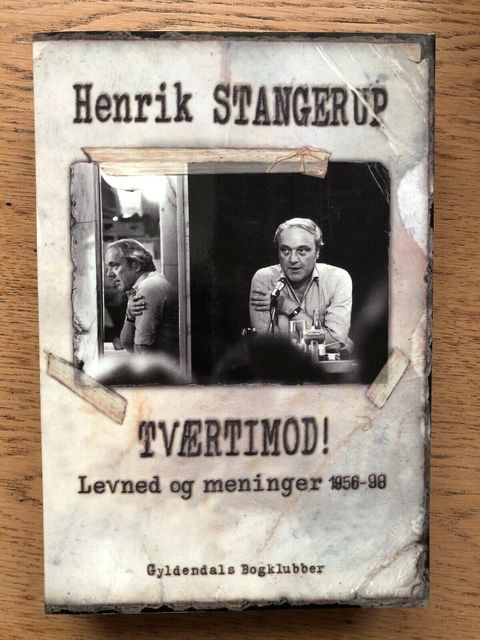 Henrik STANGERUP
TVÆRTIMOD!
Levned og meninger 1956-98
Gyldendals Bogklubber